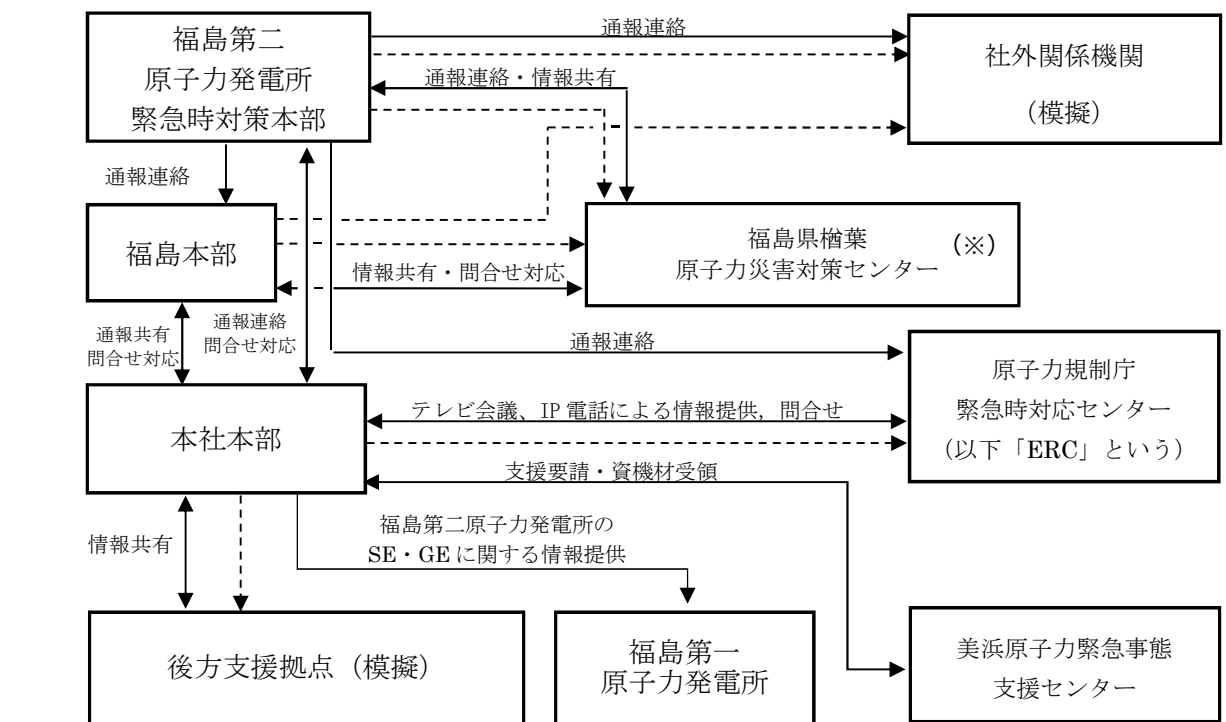 福島第二
原子力発電所
緊急時対策本部
通報連絡
社外関係機関
(模擬)
通報連絡・情報共有
通報連絡
福島本部
福島県楢葉
原子力災害対策センター
(※)
情報共有・問合せ対応
通報共有
問合せ対応
通報連絡
問合せ対応
通報連絡
原子力規制庁
緊急時対応センター
(以下「ERC」という)
本社本部
テレビ会議、IP 電話による情報提供，問合せ
支援要請・資機材受領
情報共有
福島第二原子力発電所の
SE・GE に関する情報提供
後方支援拠点（模擬）
福島第一
原子力発電所
美浜原子力緊急事態
支援センター